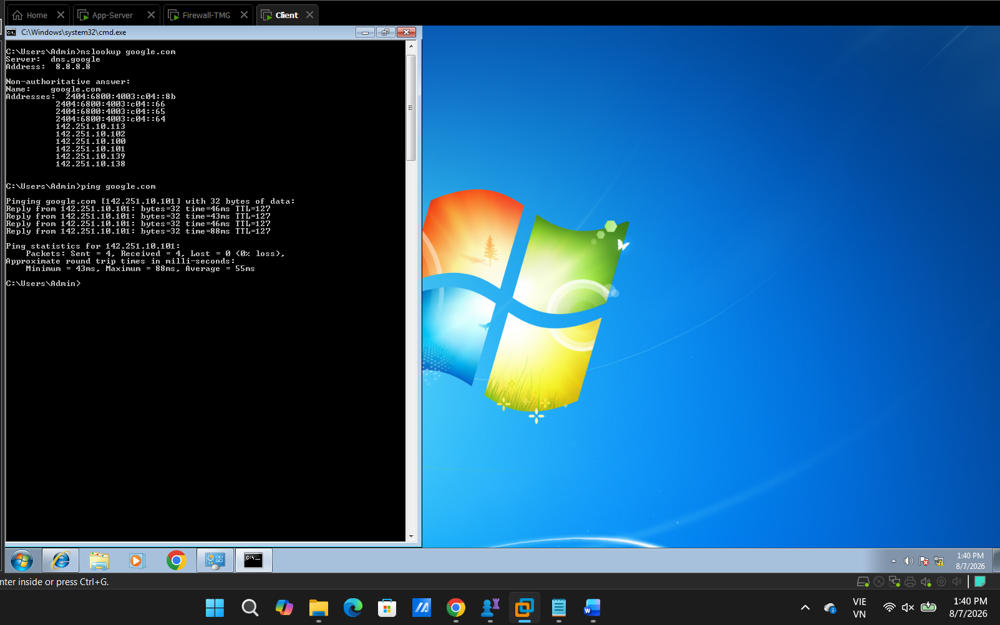 Home
App-Server
Firewall-TMG
Client
C:\Windows\system32\cmd.exe
C:\Users\Admin>nslookup google.com
Server:  dns.google
Address:  8.8.8.8
Non-authoritative answer:
Name:    google.com
Addresses:  2404:6800:4003:c04::8b
2404:6800:4003:c04::66
2404:6800:4003:c04::65
2404:6800:4003:c04::64
142.251.10.113
142.251.10.102
142.251.10.100
142.251.10.101
142.251.10.139
142.251.10.138
C:\Users\Admin>ping google.com
Pinging google.com [142.251.10.101] with 32 bytes of data:
Reply from 142.251.10.101: bytes=32 time=46ms TTL=127
Reply from 142.251.10.101: bytes=32 time=43ms TTL=127
Reply from 142.251.10.101: bytes=32 time=46ms TTL=127
Reply from 142.251.10.101: bytes=32 time=88ms TTL=127
Ping statistics for 142.251.10.101:
Packets: Sent = 4, Received = 4, Lost = 0 (0% loss),
Approximate round trip times in milli-seconds:
Minimum = 43ms, Maximum = 88ms, Average = 55ms
C:\Users\Admin>
1:40 PM
8/7/2026
nter inside or press Ctrl+G.
VIE
VN
1:40 PM
8/7/2026